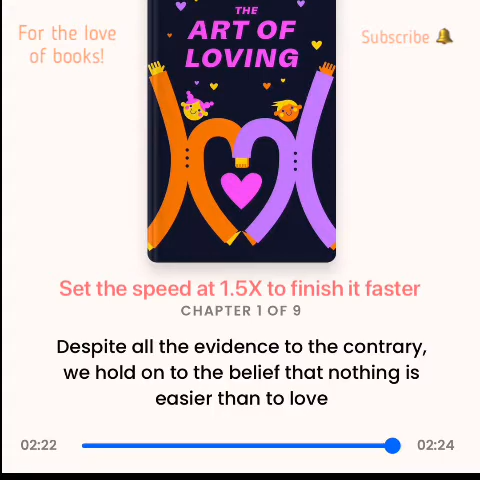 For the love
of books!
THE
ART OF
LOVING
Subscribe 🔔
Set the speed at 1.5X to finish it faster
CHAPTER 1 OF 9
Despite all the evidence to the contrary,
we hold on to the belief that nothing is
easier than to love
02:22
02:24